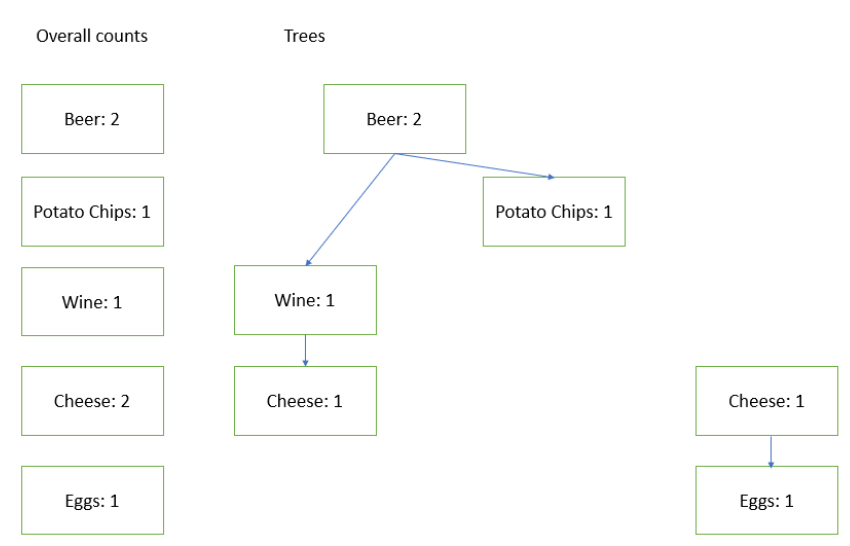 Overall counts
Trees
Beer: 2
Beer: 2
Potato Chips: 1
Potato Chips: 1
Wine: 1
Wine: 1
Cheese: 2
Cheese: 1
Cheese: 1
Eggs: 1
Eggs: 1